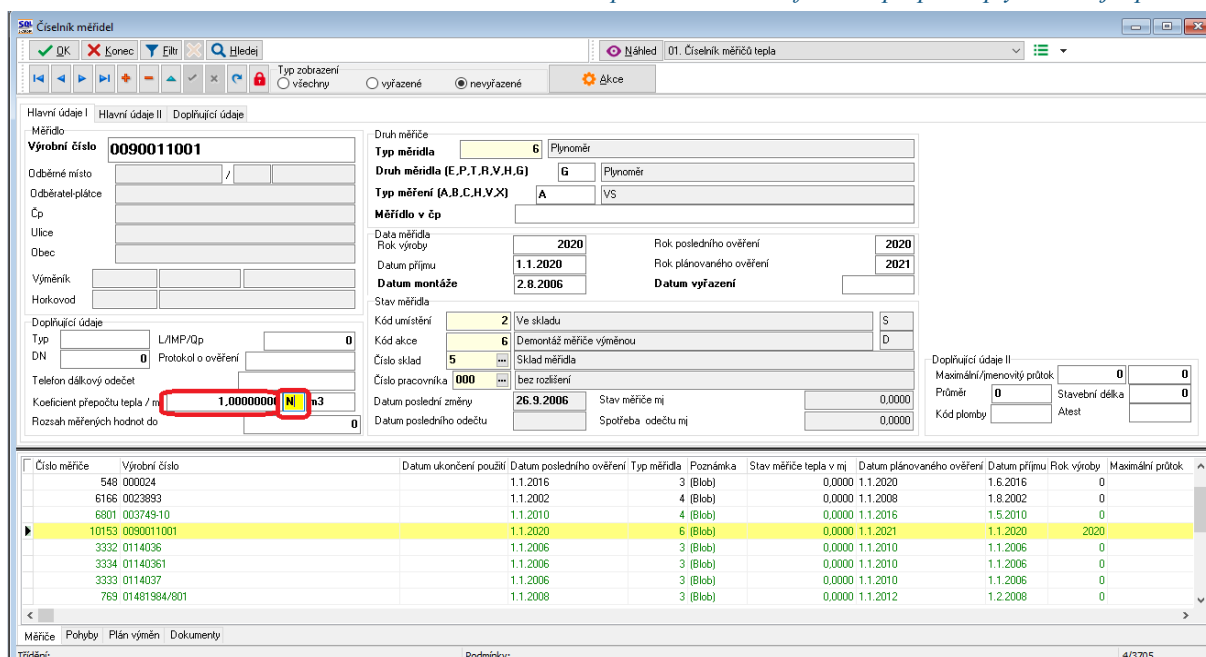 Číselník měřidel
OK Konec Filtr Hledej Náhled 01. Číselník měřičů tepla
Typ zobrazení
všechny vyřazené nevyřazené Akce
Hlavní údaje I Hlavní údaje II Doplňující údaje
Měřidlo
Výrobní číslo 0090011001
Odběrné místo /
Odběratel-plátce
Čp
Ulice
Obec
Výměník
Horkovod
Doplňující údaje
Typ L/IMP/Qp 0
DN 0 Protokol o ověření
Telefon dálkový odečet
Koeficient přepočtu tepla / m 1,00000000 N m3
Rozsah měřených hodnot do 0
Druh měřiče
Typ měridla 6 Plynoměr
Druh měridla (E,P,T,R,V,H,G) G Plynoměr
Typ měření (A,B,C,H,V,X) A VS
Měřídlo v čp
Data měřidla
Rok výroby 2020 Rok posledního ověření 2020
Datum příjmu 1.1.2020 Rok plánovaného ověření 2021
Datum montáže 2.8.2006 Datum vyřazení
Stav měřidla
Kód umístění 2 Ve skladu S
Kód akce 6 Demontáž měřiče výměnou D
Číslo sklad 5 ... Sklad měřidla
Číslo pracovníka 000 ... bez rozlišení
Datum poslední změny 26.9.2006 Stav měřiče mj 0,0000
Datum posledního odečtu Spotřeba odečtu mj 0,0000
Doplňující údaje II
Maximální/jmenovitý průtok 0 0
Průměr 0 Stavební délka 0
Kód plomby Atest
Číslo měřiče Výrobní číslo Datum ukončení použití Datum posledního ověření Typ měřidla Poznámka Stav měřiče tepla v mj Datum plánovaného ověření Datum příjmu Rok výroby Maximální průtok
548 000024 1.1.2016 3 (Blob) 0,0000 1.1.2020 1.6.2016 0
6166 0023893 1.1.2002 4 (Blob) 0,0000 1.1.2008 1.8.2002 0
6801 003749-10 1.1.2010 4 (Blob) 0,0000 1.1.2016 1.5.2010 0
10153 0090011001 1.1.2020 6 (Blob) 0,0000 1.1.2021 1.1.2020 2020
3332 0114036 1.1.2006 3 (Blob) 0,0000 1.1.2010 1.1.2006 0
3334 01140361 1.1.2006 3 (Blob) 0,0000 1.1.2010 1.1.2006 0
3333 0114037 1.1.2006 3 (Blob) 0,0000 1.1.2010 1.1.2006 0
769 01481984/801 1.1.2008 3 (Blob) 0,0000 1.1.2012 1.2.2008 0
Měřiče Pohyby Plán výměn Dokumenty
Třídění: Podmínky: 4/3705